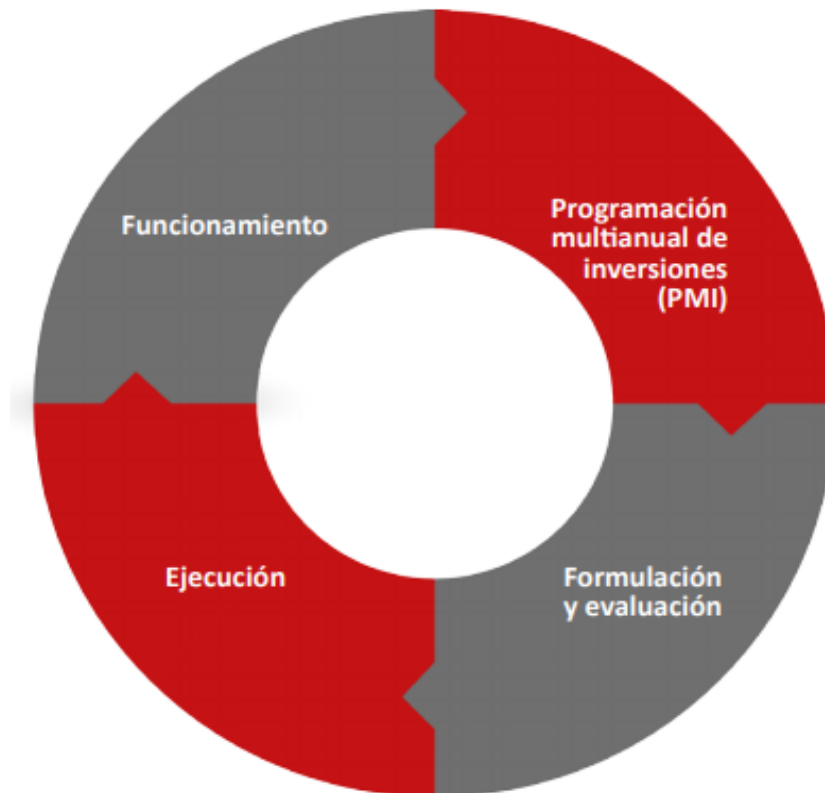 Funcionamiento
Programación
multianual de
inversiones
(PMI)
Ejecución
Formulación
y evaluación